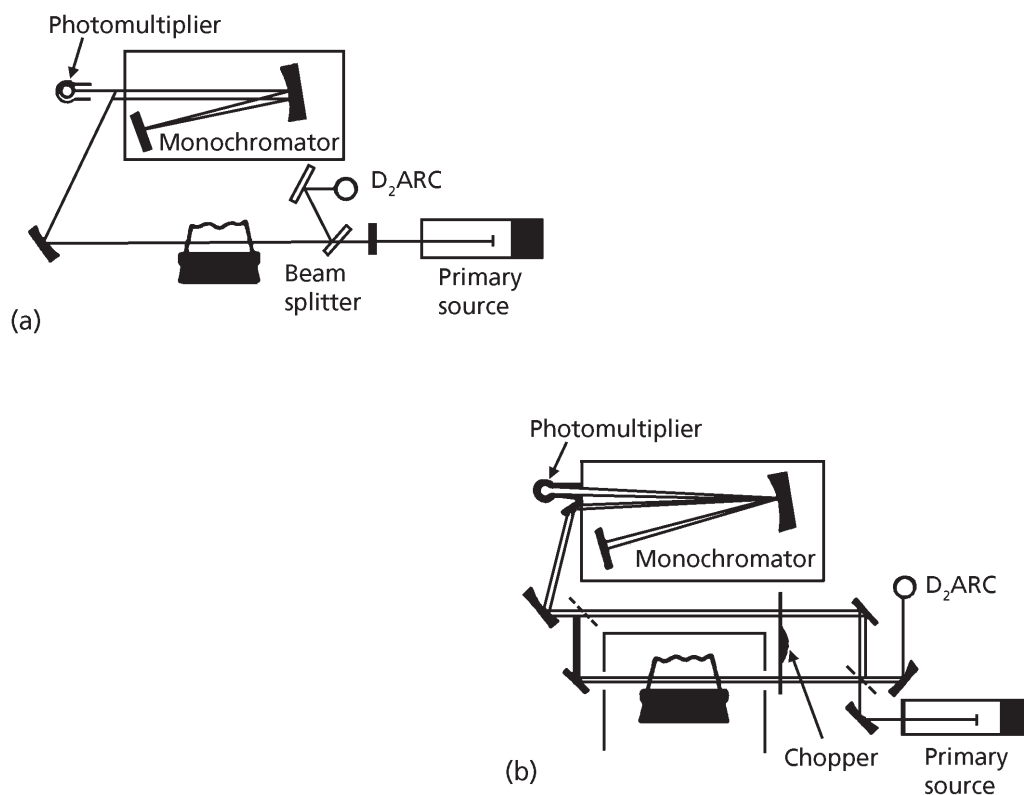 Photomultiplier
Monochromator
D₂ARC
Beam
splitter
Primary
source
(a)
Photomultiplier
Monochromator
D₂ARC
Chopper
Primary
source
(b)